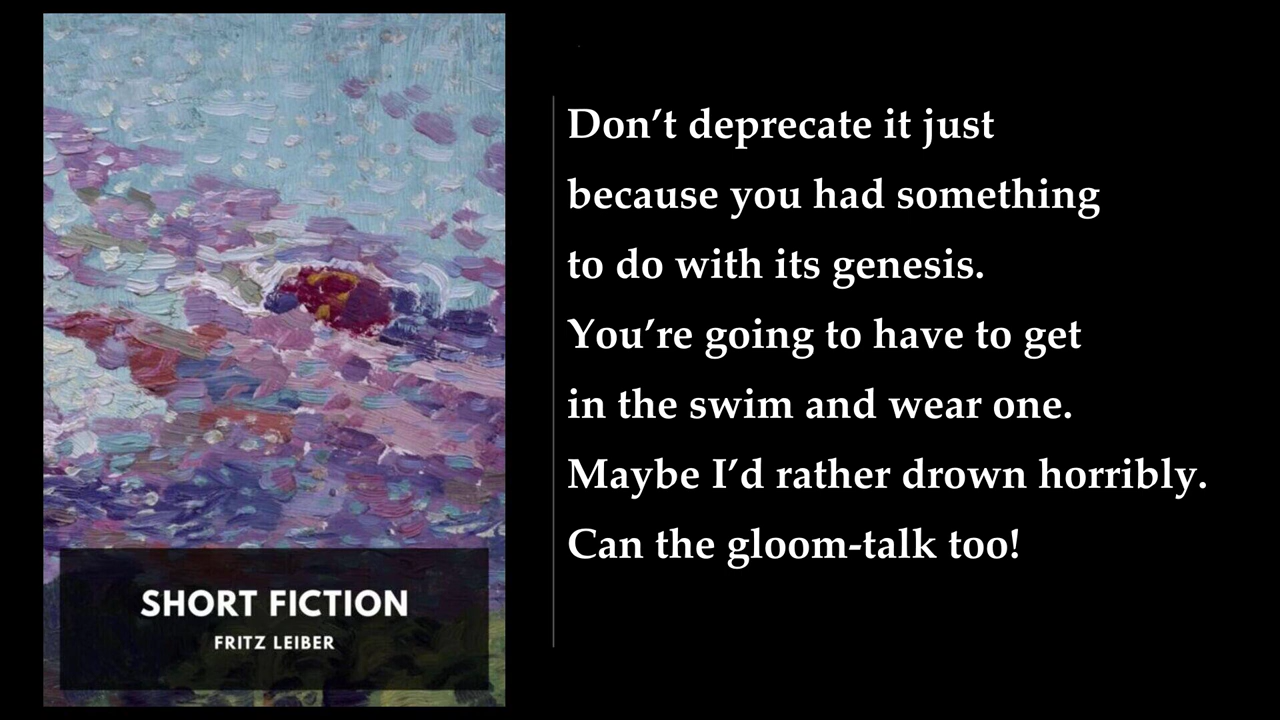 SHORT FICTION
FRITZ LEIBER
Don’t deprecate it just
because you had something
to do with its genesis.
You’re going to have to get
in the swim and wear one.
Maybe I’d rather drown horribly.
Can the gloom-talk too!